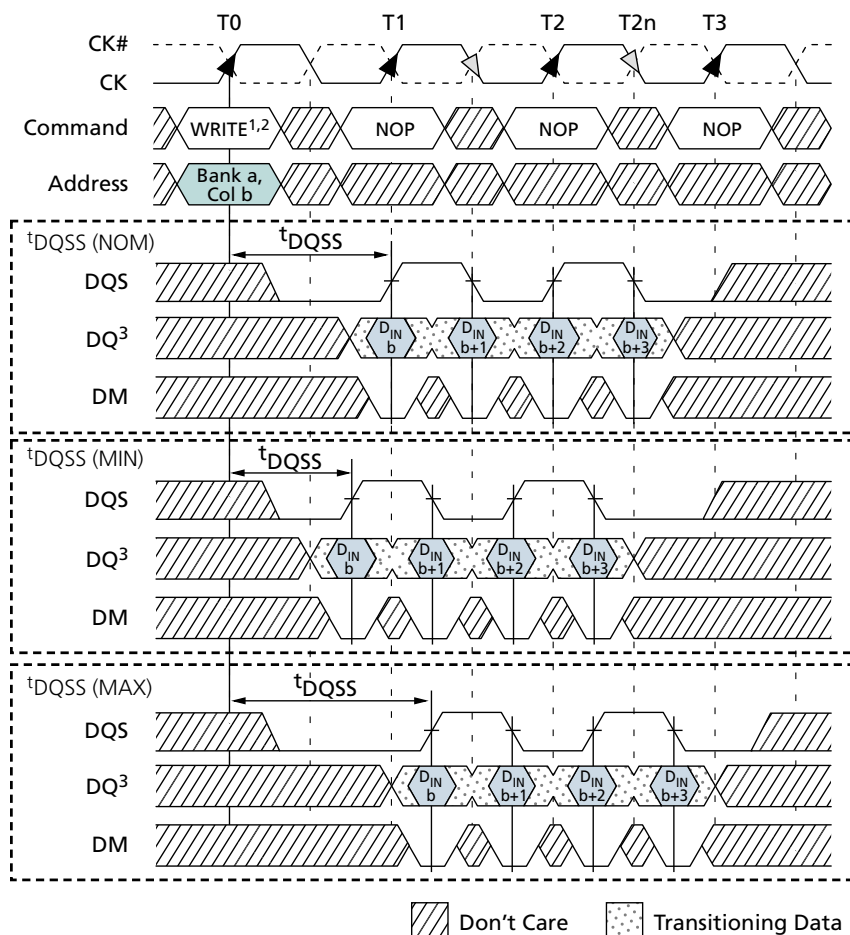 T0 T1 T2 T2n T3
CK#
CK
Command WRITE1,2 NOP NOP NOP
Address Bank a, Col b
tDQSS (NOM) tDQSS
DQS
DQ3 DIN b DIN b+1 DIN b+2 DIN b+3
DM
tDQSS (MIN) tDQSS
DQS
DQ3 DIN b DIN b+1 DIN b+2 DIN b+3
DM
tDQSS (MAX) tDQSS
DQS
DQ3 DIN b DIN b+1 DIN b+2 DIN b+3
DM
Don't Care Transitioning Data